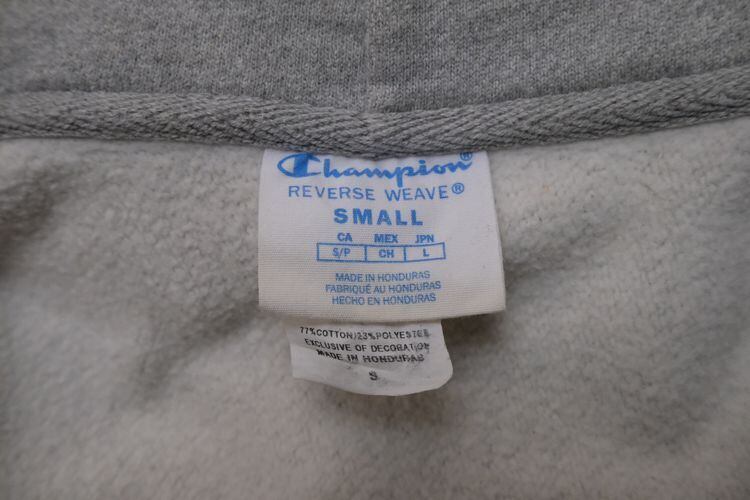 Champion®
REVERSE WEAVE®
SMALL
CA MEX JPN
S/P CH L
MADE IN HONDURAS
FABRIQUÉ AU HONDURAS
HECHO EN HONDURAS
77%COTTON/23%POLYESTER
EXCLUSIVE OF DECORATION
MADE IN HONDURAS
S